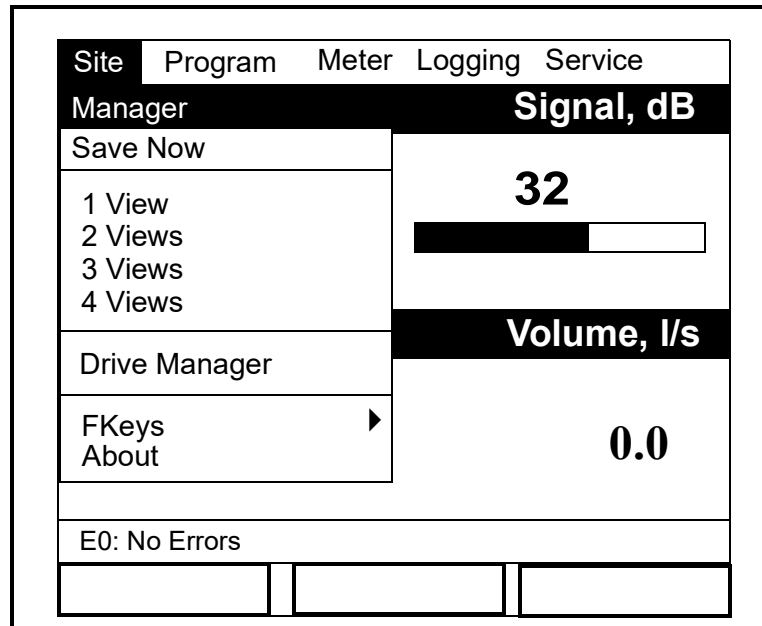 Site Program Meter Logging Service
Manager
Signal, dB
Save Now
32
1 View
2 Views
3 Views
4 Views
Volume, l/s
Drive Manager
FKeys
About
0.0
E0: No Errors